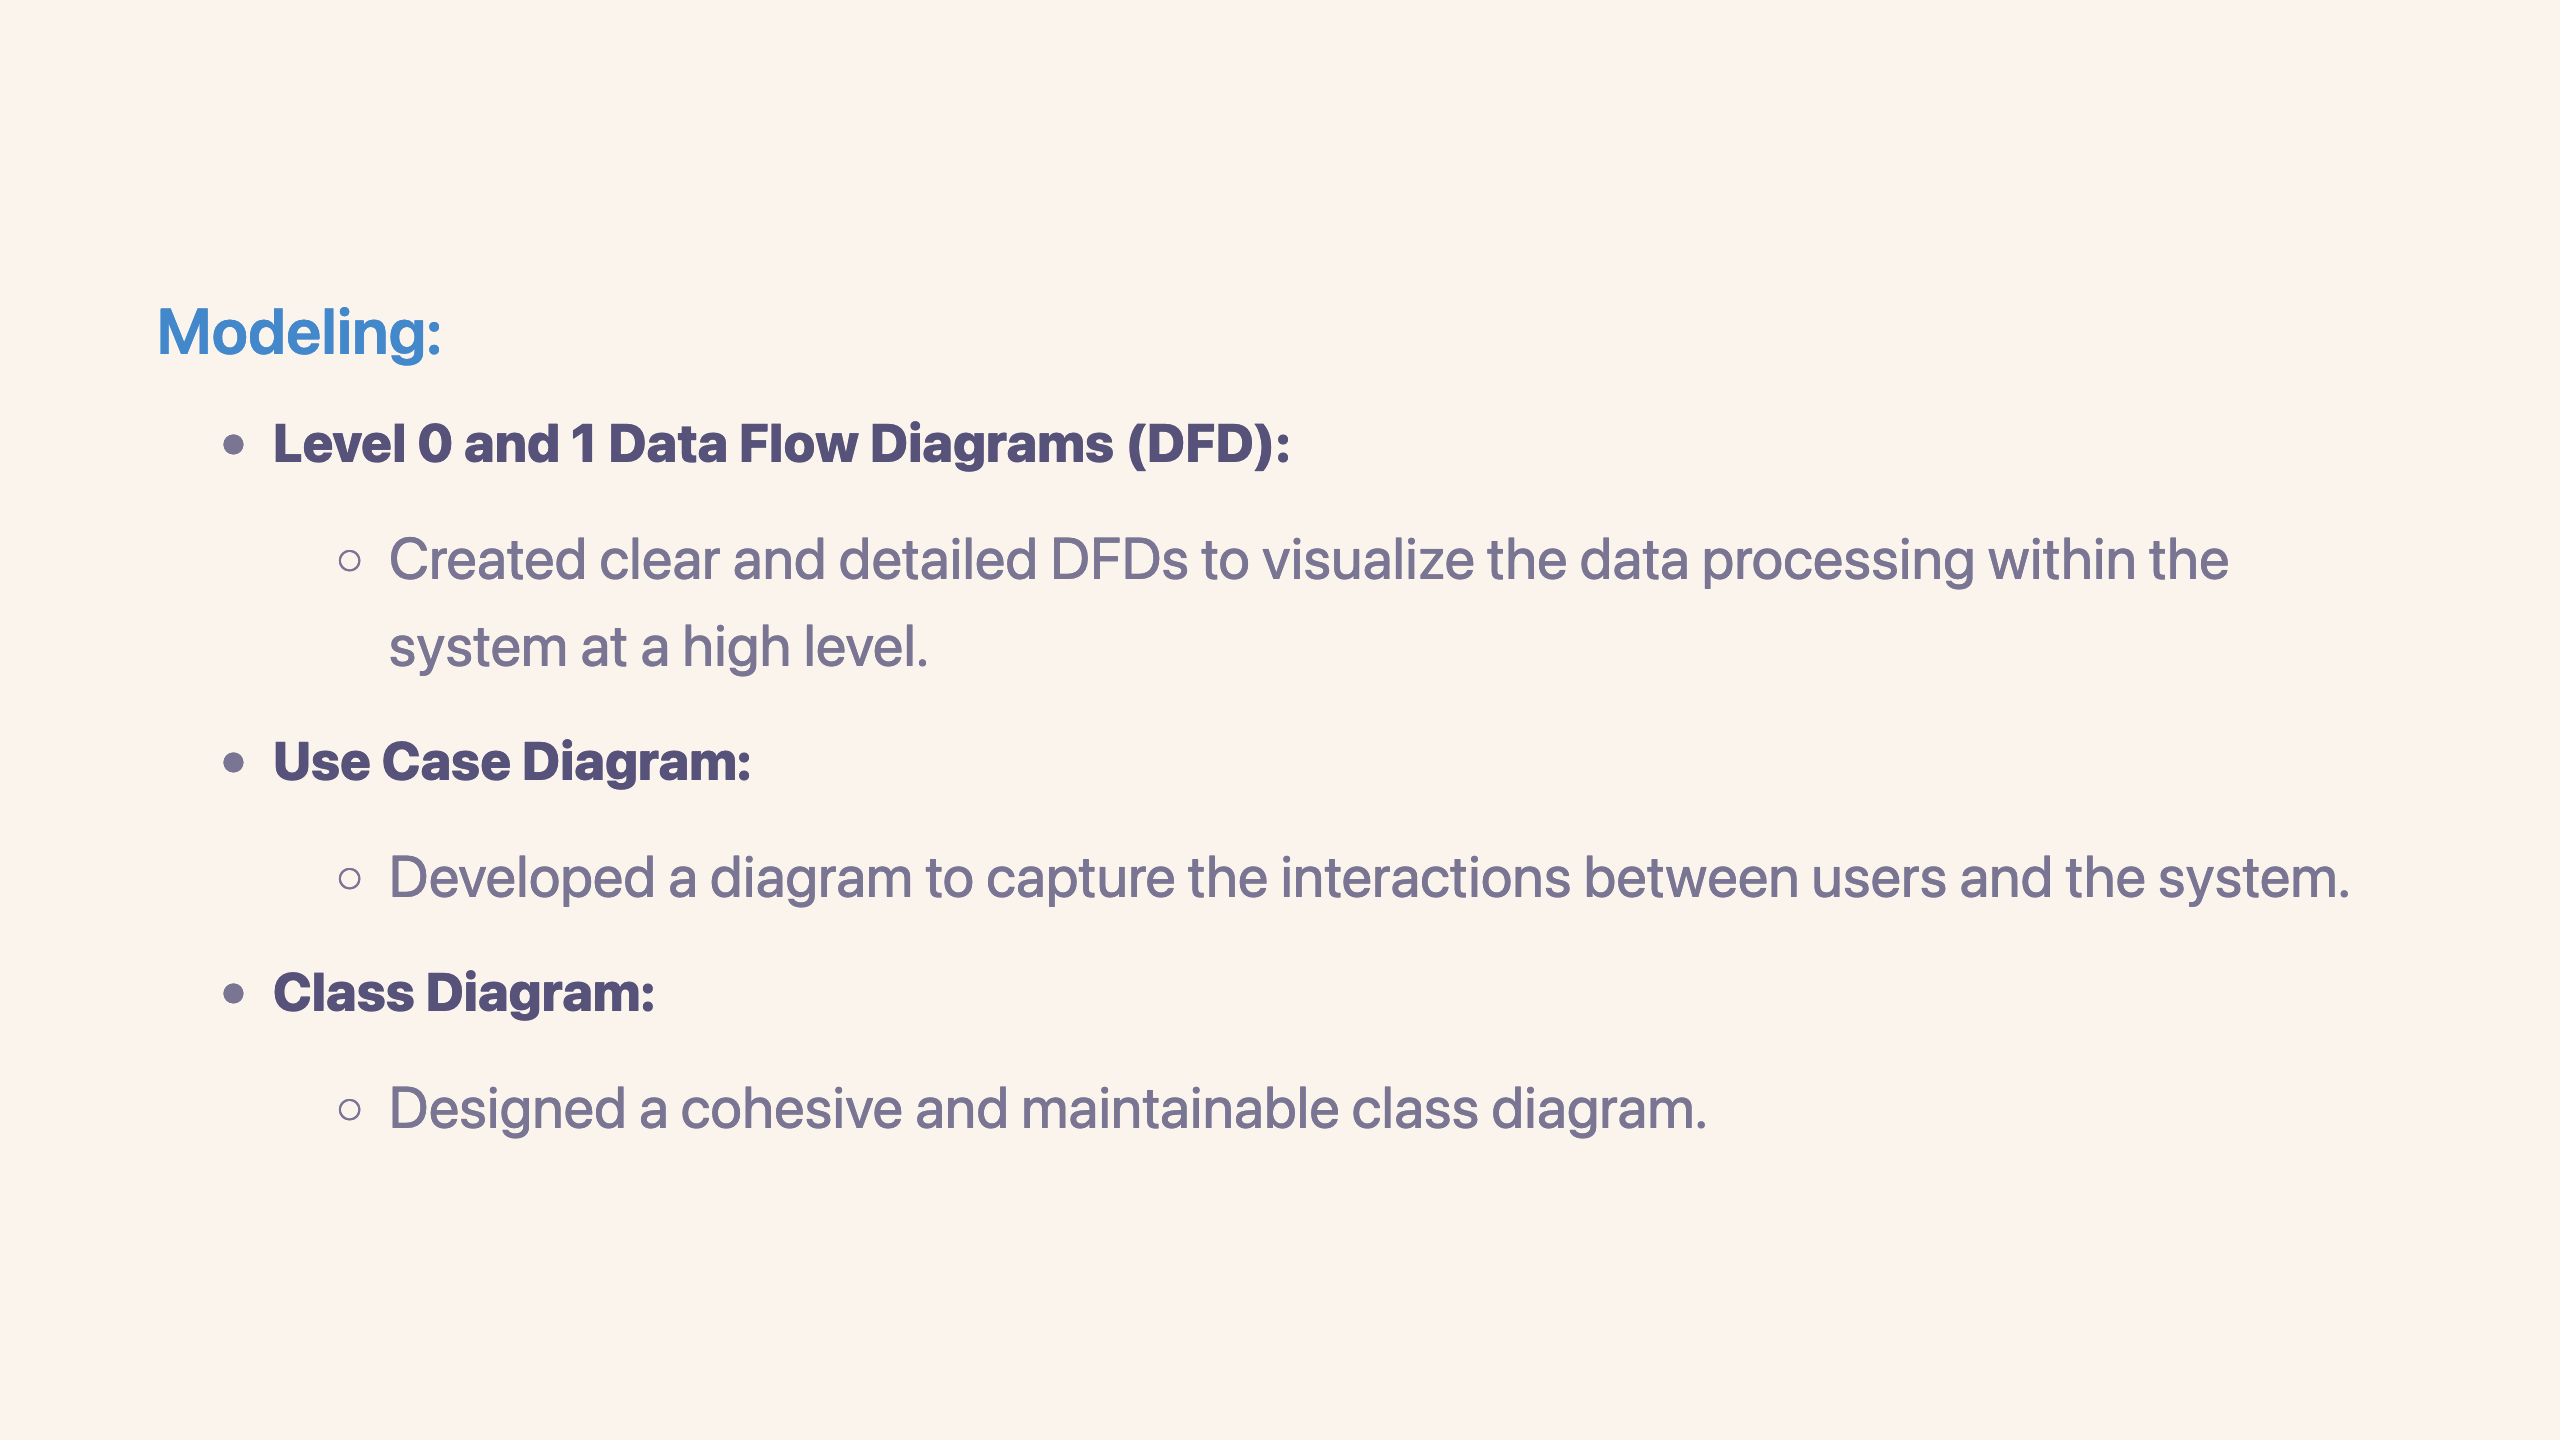 Modeling:
Level 0 and 1 Data Flow Diagrams (DFD):
Created clear and detailed DFDs to visualize the data processing within the
system at a high level.
Use Case Diagram:
Developed a diagram to capture the interactions between users and the system.
Class Diagram:
Designed a cohesive and maintainable class diagram.